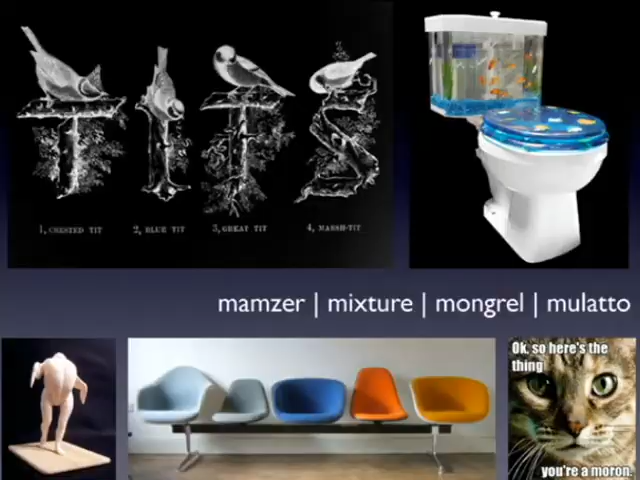 TITS
1, CRESTED TIT
2, BLUE TIT
3, GREAT TIT
4, MARSH-TIT
mamzer | mixture | mongrel | mulatto
Ok, so here's the
thing
you're a moron.